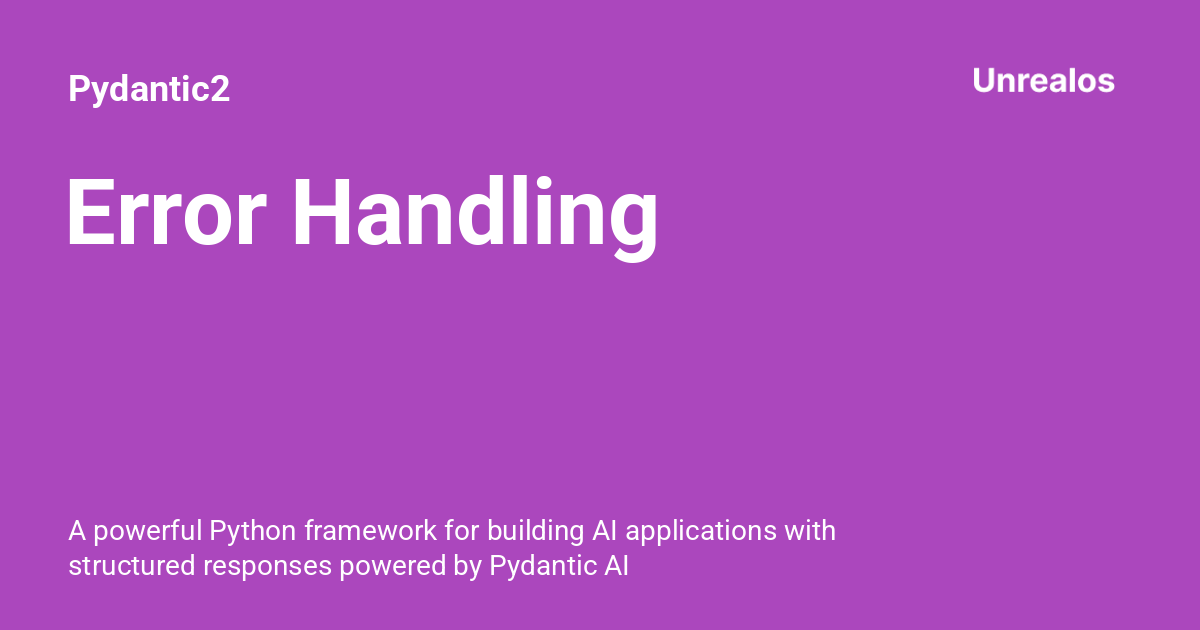 Pydantic2
Unrealos
Error Handling
A powerful Python framework for building AI applications with
structured responses powered by Pydantic AI